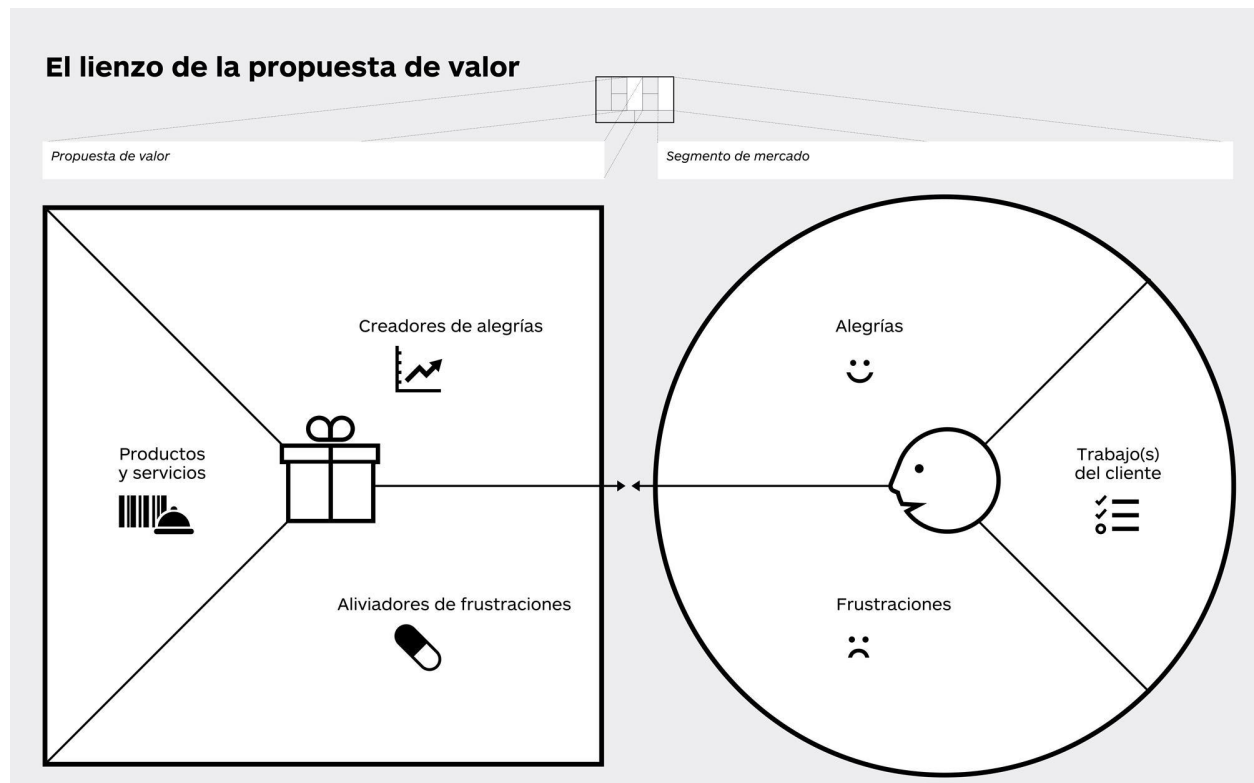 El lienzo de la propuesta de valor
Propuesta de valor
Segmento de mercado
Creadores de alegrías
Productos
y servicios
Aliviadores de frustraciones
Alegrías
Trabajo(s)
del cliente
Frustraciones